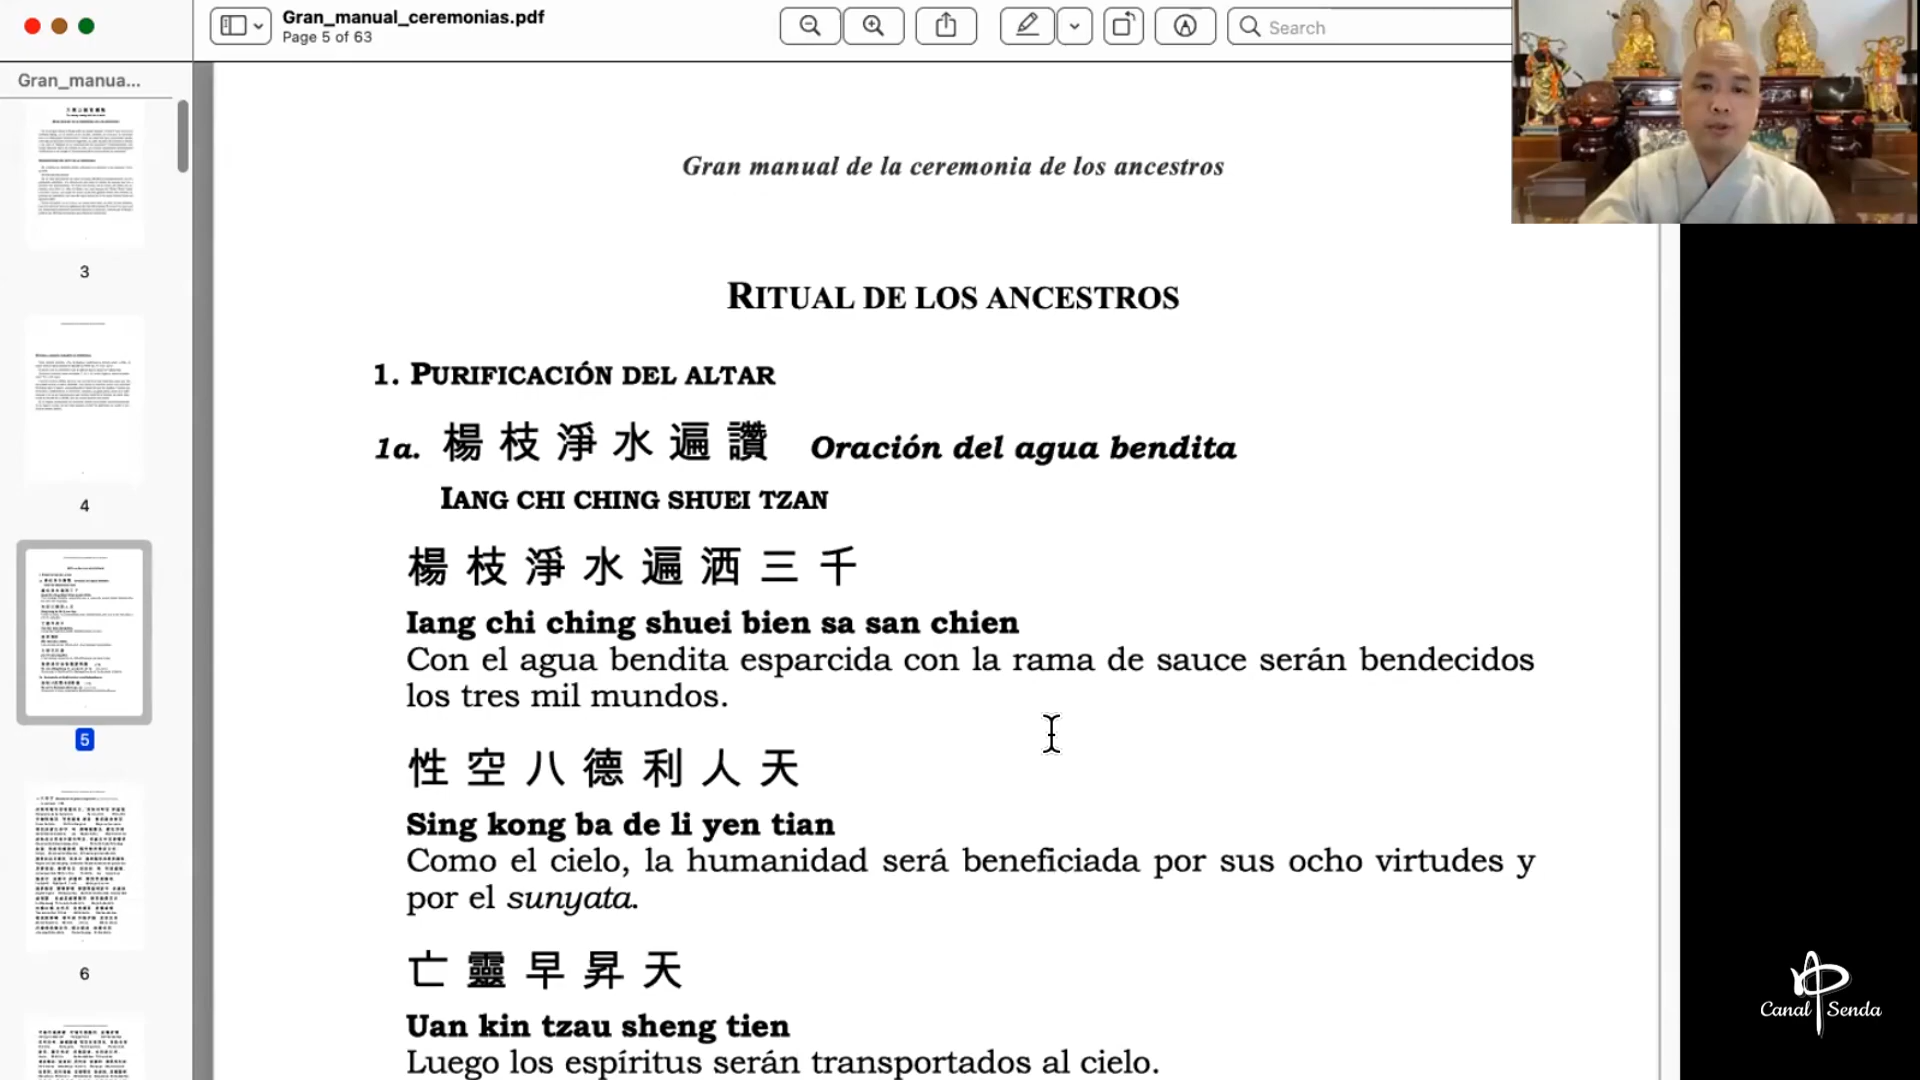 Gran_manual_ceremonias.pdf
Page 5 of 63
Search
Gran_manua...
3
4
5
6
Gran manual de la ceremonia de los ancestros
RITUAL DE LOS ANCESTROS
1. PURIFICACIÓN DEL ALTAR
1a. 楊 枝 淨 水 遍 讚 Oración del agua bendita
IANG CHI CHING SHUEI TZAN
楊 枝 淨 水 遍 洒 三 千
Iang chi ching shuei bien sa san chien
Con el agua bendita esparcida con la rama de sauce serán bendecidos
los tres mil mundos.
性 空 八 德 利 人 天
Sing kong ba de li yen tian
Como el cielo, la humanidad será beneficiada por sus ocho virtudes y
por el sunyata.
亡 靈 早 昇 天
Uan kin tzau sheng tien
Luego los espíritus serán transportados al cielo.
Canal Senda